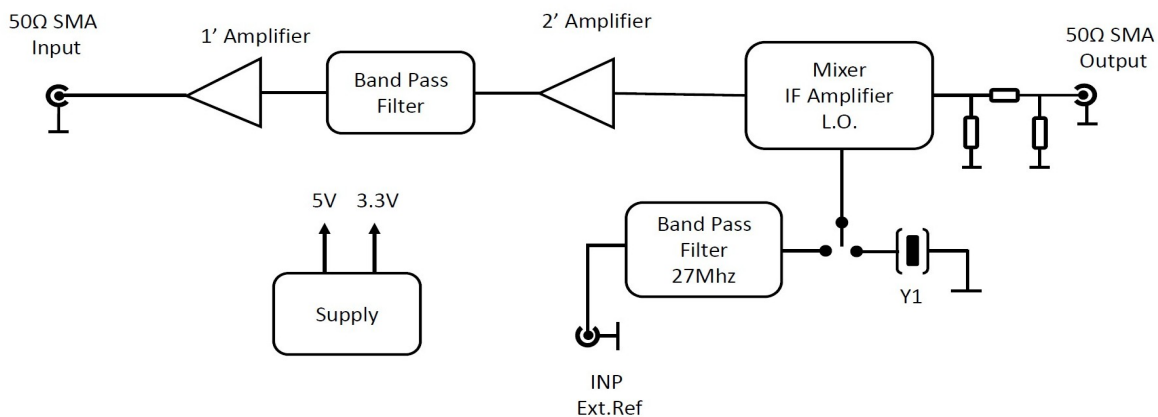 50Ω SMA
Input
1’ Amplifier
Band Pass
Filter
2’ Amplifier
Mixer
IF Amplifier
L.O.
50Ω SMA
Output
5V
3.3V
Supply
Band Pass
Filter
27Mhz
Y1
INP
Ext.Ref